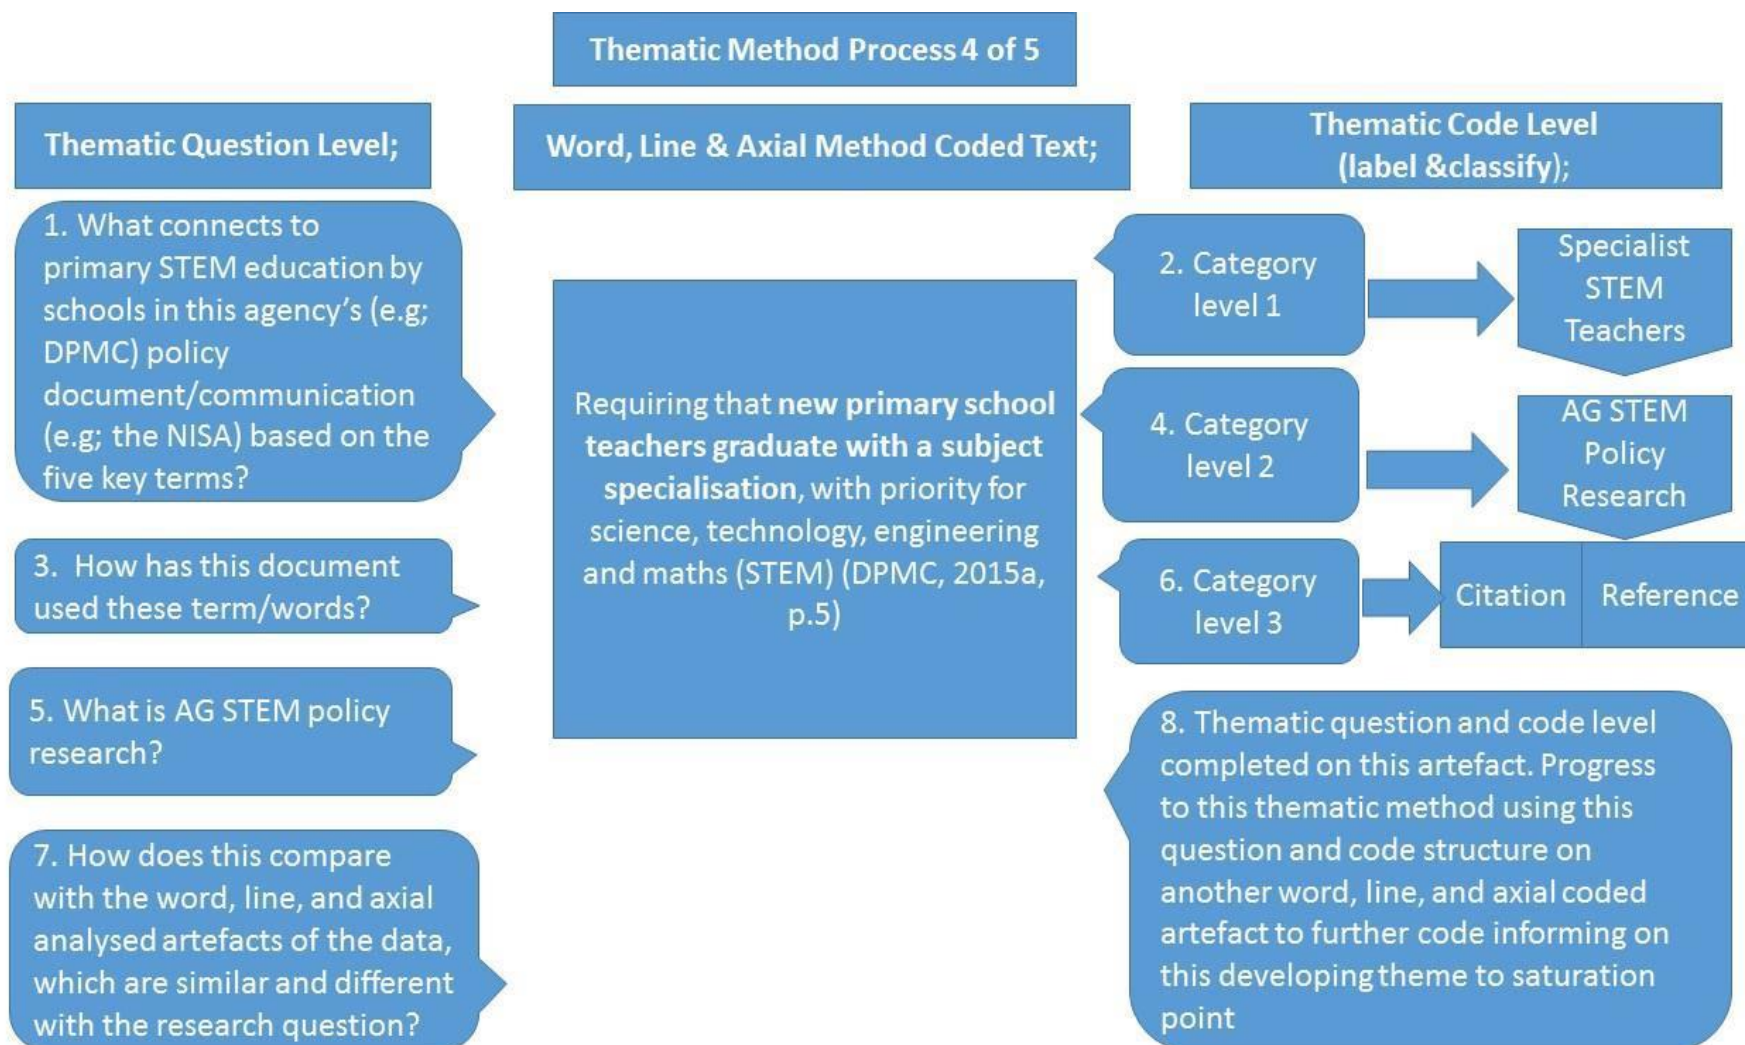 Thematic Method Process 4 of 5
Thematic Question Level;
Word, Line & Axial Method Coded Text;
Thematic Code Level
(label &classify);
1. What connects to
primary STEM education by
schools in this agency's (e.g;
DPMC) policy
document/communication
(e.g; the NISA) based on the
five key terms?
3. How has this document
used these term/words?
5. What is AG STEM policy
research?
7. How does this compare
with the word, line, and axial
analysed artefacts of the data,
which are similar and different
with the research question?
Requiring that new primary school
teachers graduate with a subject
specialisation, with priority for
science, technology, engineering
and maths (STEM) (DPMC, 2015a,
p.5)
2. Category
level 1
Specialist
STEM
Teachers
4. Category
level 2
AG STEM
Policy
Research
6. Category
level 3
Citation
Reference
8. Thematic question and code level
completed on this artefact. Progress
to this thematic method using this
question and code structure on
another word, line, and axial coded
artefact to further code informing on
this developing theme to saturation
point